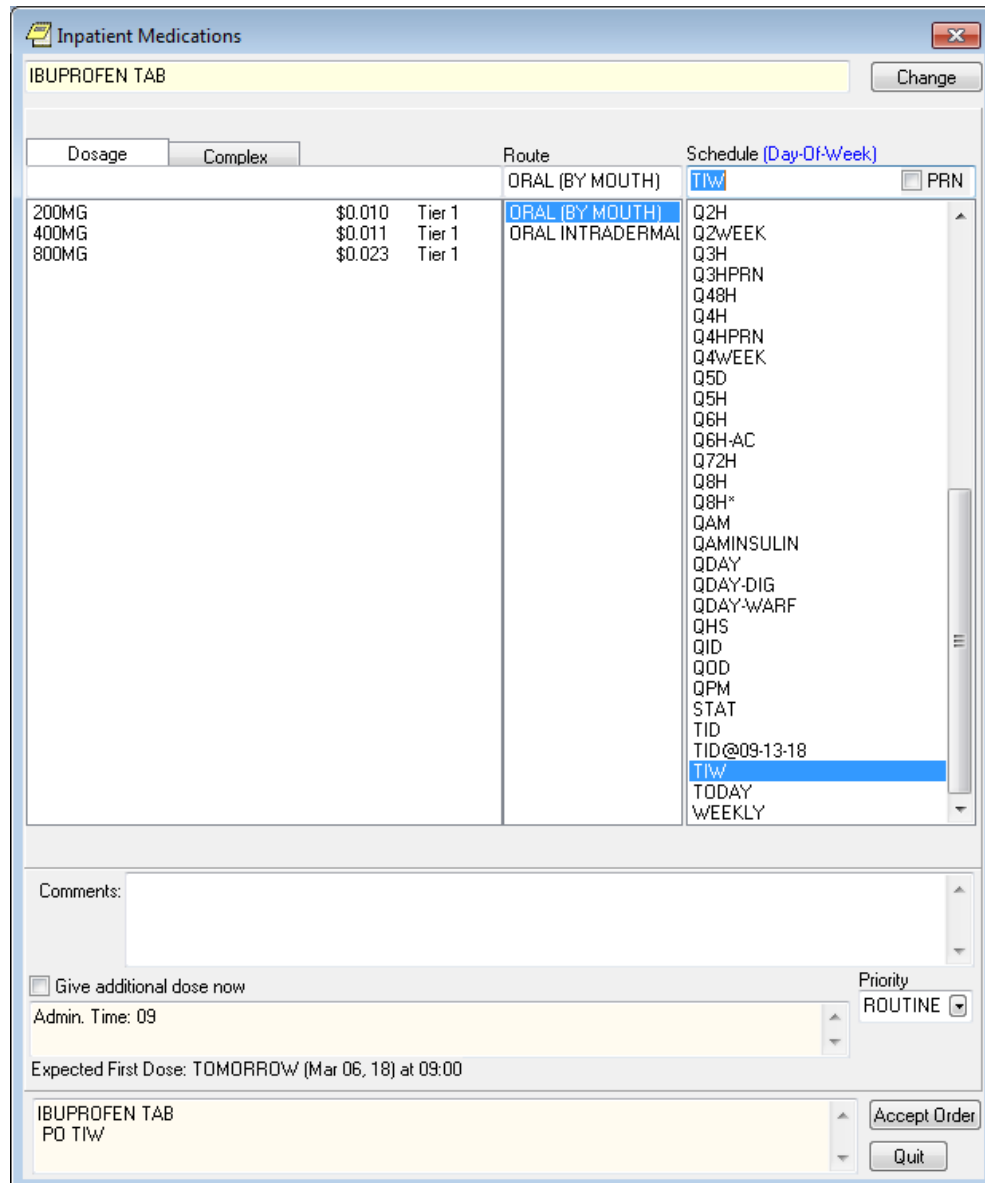 Inpatient Medications
IBUPROFEN TAB
Change
Dosage
Complex
Route
Schedule (Day-Of-Week)
ORAL (BY MOUTH)
TIW
PRN
200MG $0.010 Tier 1
400MG $0.011 Tier 1
800MG $0.023 Tier 1
ORAL (BY MOUTH)
ORAL INTRADERMAL
Q2H
Q2WEEK
Q3H
Q3HPRN
Q48H
Q4H
Q4HPRN
Q4WEEK
Q5D
Q5H
Q6H
Q6H-AC
Q72H
Q8H
Q8H*
QAM
QAMINSULIN
QDAY
QDAY-DIG
QDAY-WARF
QHS
QID
QOD
QPM
STAT
TID
TID@09-13-18
TIW
TODAY
WEEKLY
Comments:
Give additional dose now
Priority
ROUTINE
Admin. Time: 09
Expected First Dose: TOMORROW (Mar 06, 18) at 09:00
IBUPROFEN TAB
PO TIW
Accept Order
Quit